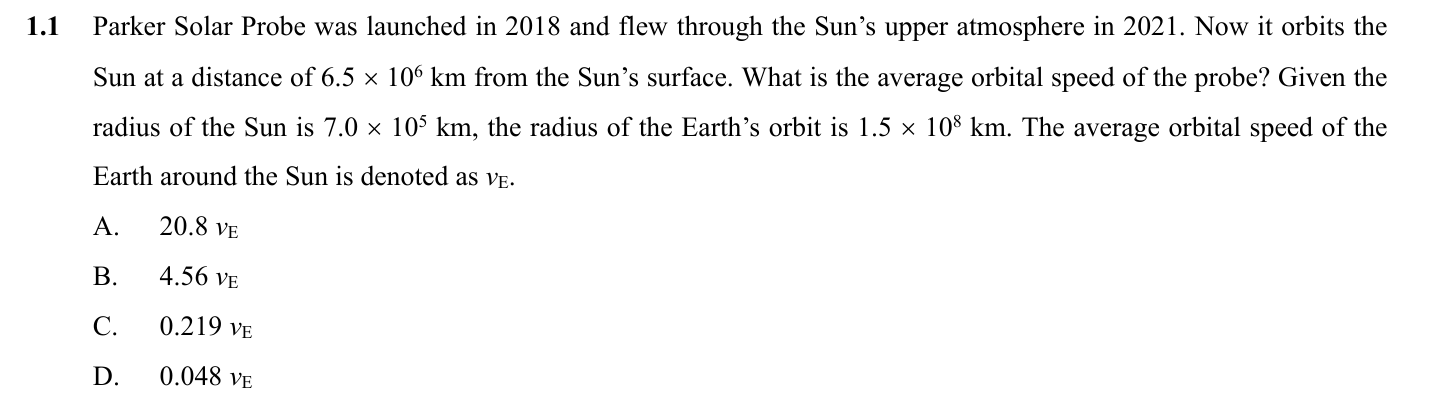 1.1 Parker Solar Probe was launched in 2018 and flew through the Sun’s upper atmosphere in 2021. Now it orbits the
Sun at a distance of 6.5 × 10⁶ km from the Sun’s surface. What is the average orbital speed of the probe? Given the
radius of the Sun is 7.0 × 10⁵ km, the radius of the Earth’s orbit is 1.5 × 10⁸ km. The average orbital speed of the
Earth around the Sun is denoted as vE.
A. 20.8 vE
B. 4.56 vE
C. 0.219 vE
D. 0.048 vE